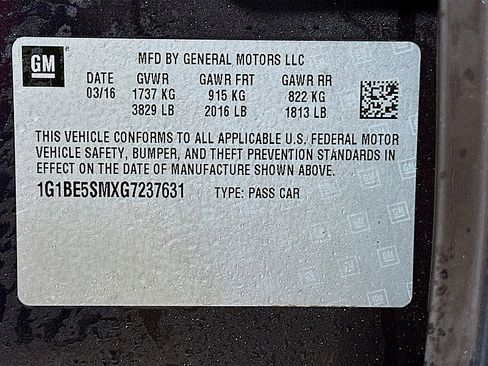 GM
MFD BY GENERAL MOTORS LLC
DATE GVWR GAWR FRT GAWR RR
03/16 1737 KG 915 KG 822 KG
3829 LB 2016 LB 1813 LB
THIS VEHICLE CONFORMS TO ALL APPLICABLE U.S. FEDERAL MOTOR
VEHICLE SAFETY, BUMPER, AND THEFT PREVENTION STANDARDS IN
EFFECT ON THE DATE OF MANUFACTURE SHOWN ABOVE.
1G1BE5SMXG7237631 TYPE: PASS CAR